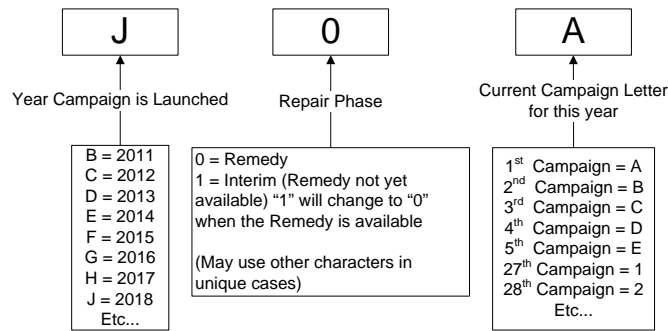 J
0
A
Year Campaign is Launched
Repair Phase
Current Campaign Letter
for this year
B = 2011
C = 2012
D = 2013
E = 2014
F = 2015
G = 2016
H = 2017
J = 2018
Etc...
0 = Remedy
1 = Interim (Remedy not yet
available) “1” will change to “0”
when the Remedy is available
(May use other characters in
unique cases)
1st Campaign = A
2nd Campaign = B
3rd Campaign = C
4th Campaign = D
5th Campaign = E
27th Campaign = 1
28th Campaign = 2
Etc...